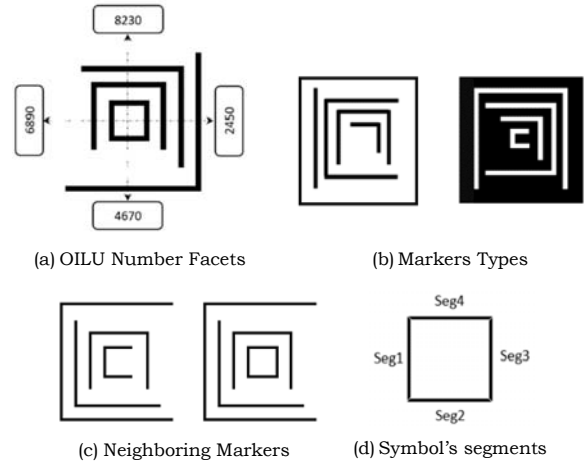 8230
6890
2450
4670
(a) OILU Number Facets
(b) Markers Types
Seg4
Seg1
Seg3
Seg2
(c) Neighboring Markers
(d) Symbol's segments